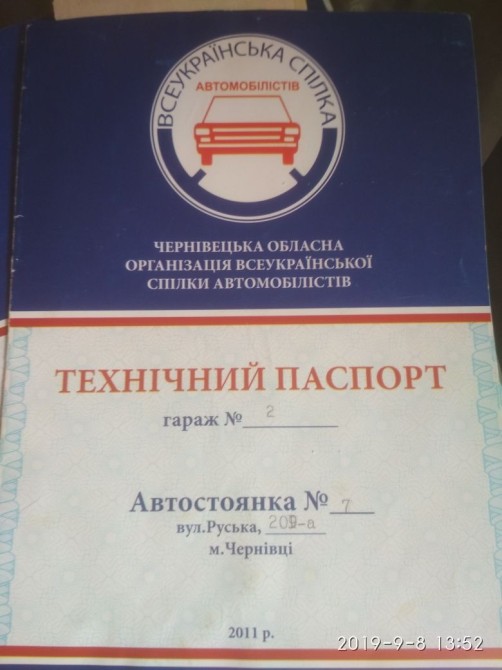 ВСЕУКРАЇНСЬКА СПІЛКА
АВТОМОБІЛІСТІВ
ЧЕРНІВЕЦЬКА ОБЛАСНА
ОРГАНІЗАЦІЯ ВСЕУКРАЇНСЬКОЇ
СПІЛКИ АВТОМОБІЛІСТІВ
ТЕХНІЧНИЙ ПАСПОРТ
гараж № 2
Автостоянка № 7
вул.Руська,
м.Чернівці
2011 р.
2019-9-8 13:52